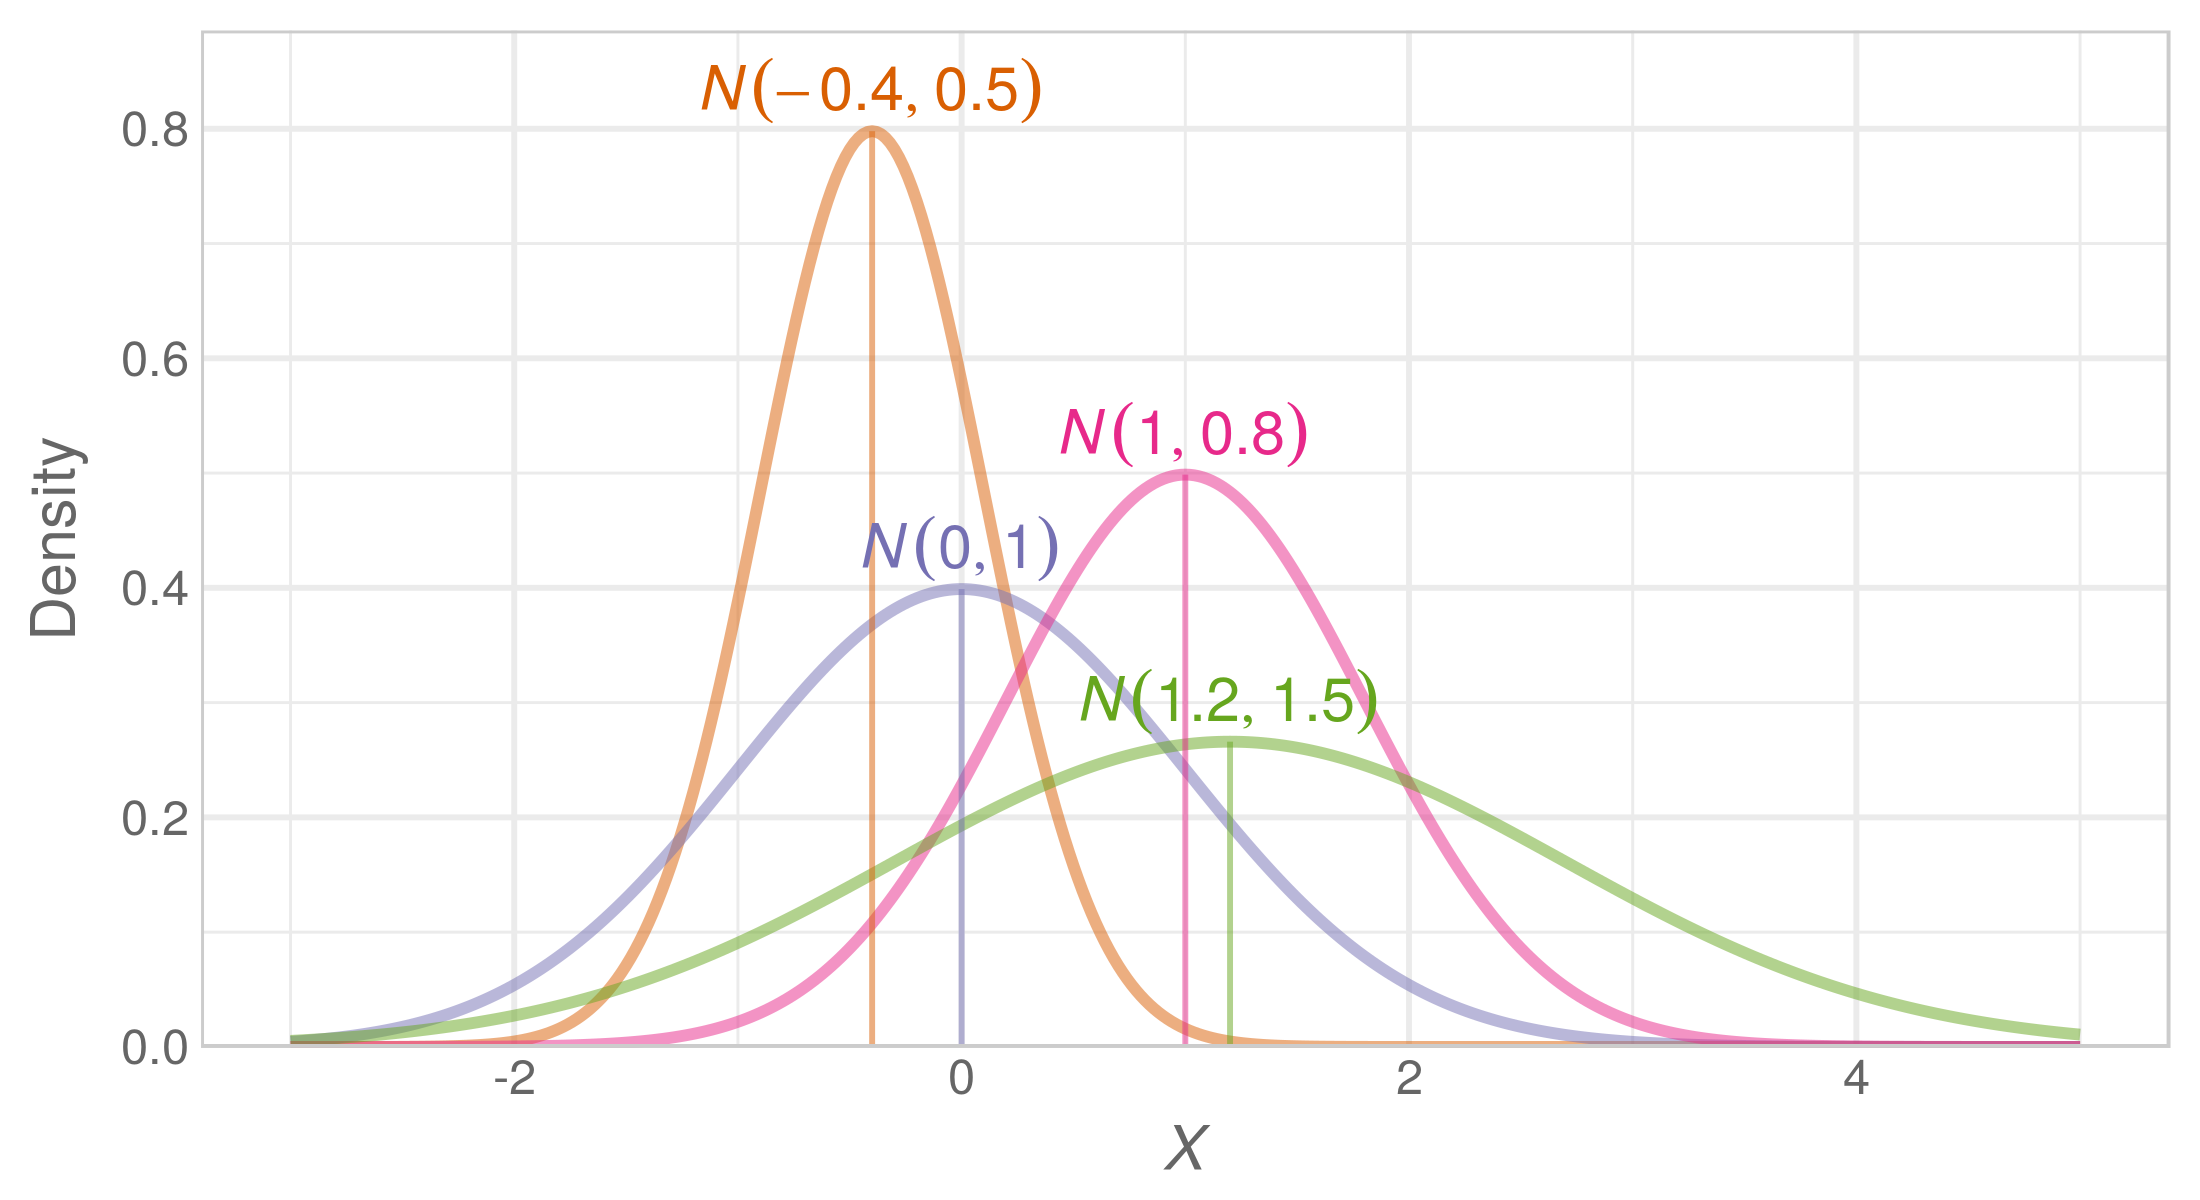 N(−0.4, 0.5)
0.8
0.6
N(1, 0.8)
N(0, 1)
0.4
N(1.2, 1.5)
0.2
0.0
-2 0 2 4
X
Density